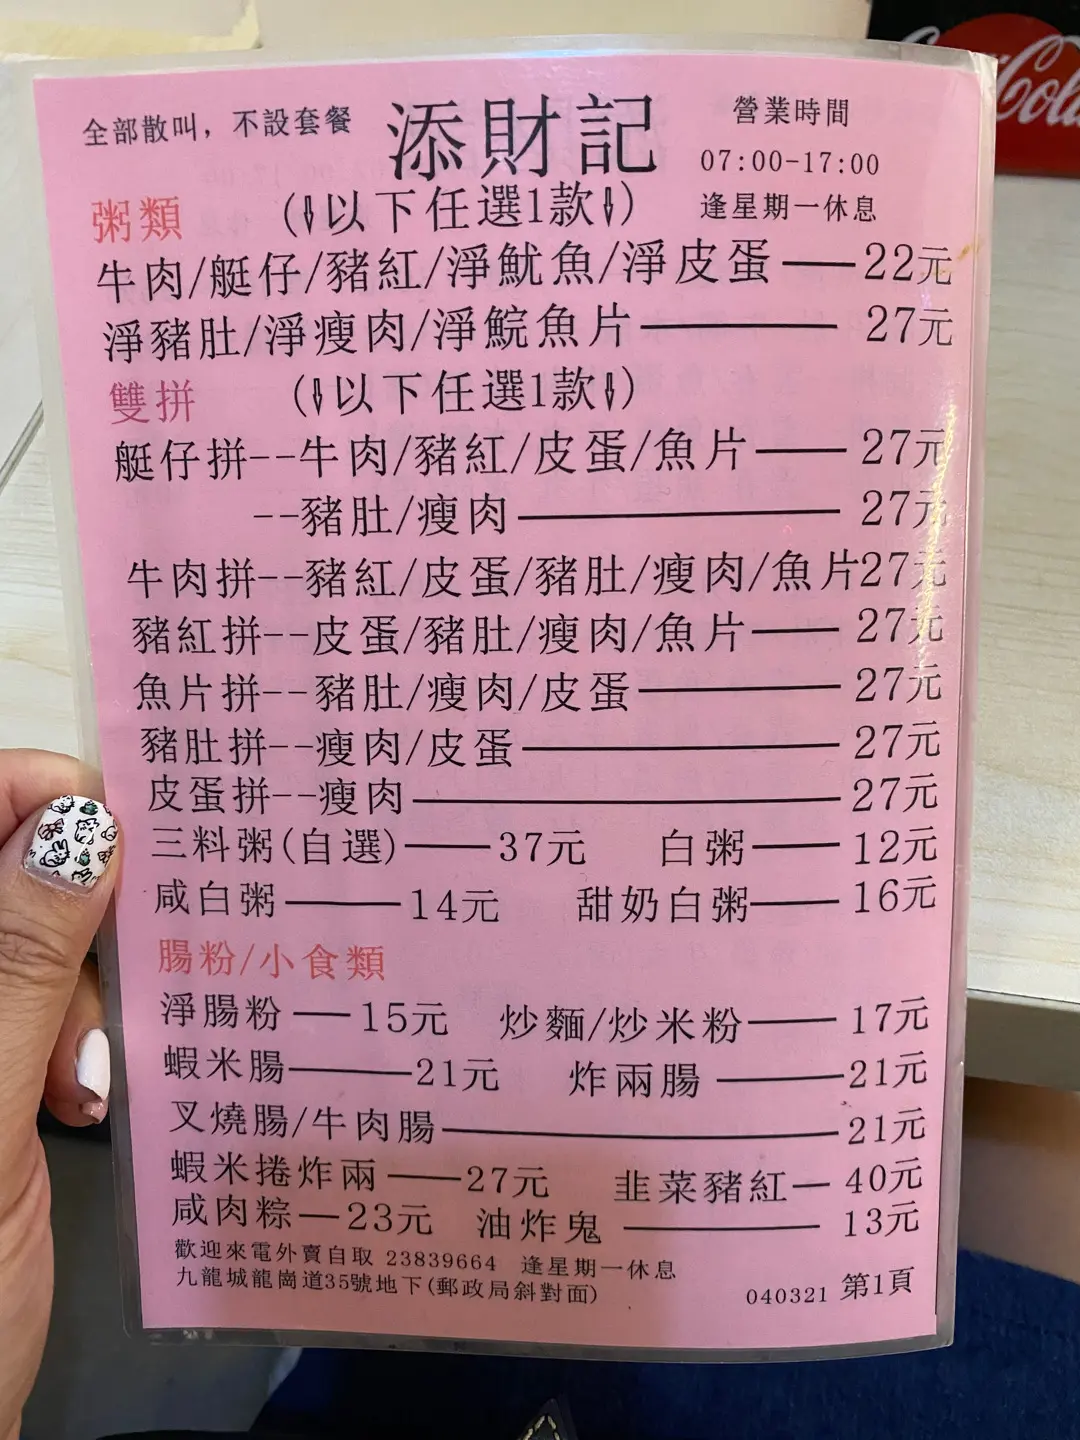 全部散叫，不設套餐
添財記
營業時間
07:00-17:00
逢星期一休息
粥類 (⇓以下任選1款⇓)
牛肉/艇仔/豬紅/淨魷魚/淨皮蛋——22元
淨豬肚/淨瘦肉/淨鯇魚片———— 27元
雙拼 (⇓以下任選1款⇓)
艇仔拼--牛肉/豬紅/皮蛋/魚片——27元
--豬肚/瘦肉————————27元
牛肉拼--豬紅/皮蛋/豬肚/瘦肉/魚片27元
豬紅拼--皮蛋/豬肚/瘦肉/魚片——27元
魚片拼--豬肚/瘦肉/皮蛋————27元
豬肚拼--瘦肉/皮蛋——————27元
皮蛋拼--瘦肉————————27元
三料粥(自選)——37元 白粥——12元
咸白粥———14元 甜奶白粥——16元
腸粉/小食類
淨腸粉——15元 炒麵/炒米粉——17元
蝦米腸———21元 炸兩腸———21元
叉燒腸/牛肉腸————————21元
蝦米捲炸兩——27元 韭菜豬紅—40元
咸肉粽—23元 油炸鬼————13元
歡迎來電外賣自取 23839664 逢星期一休息
九龍城龍崗道35號地下(郵政局斜對面)
040321 第1頁
Coca-Cola